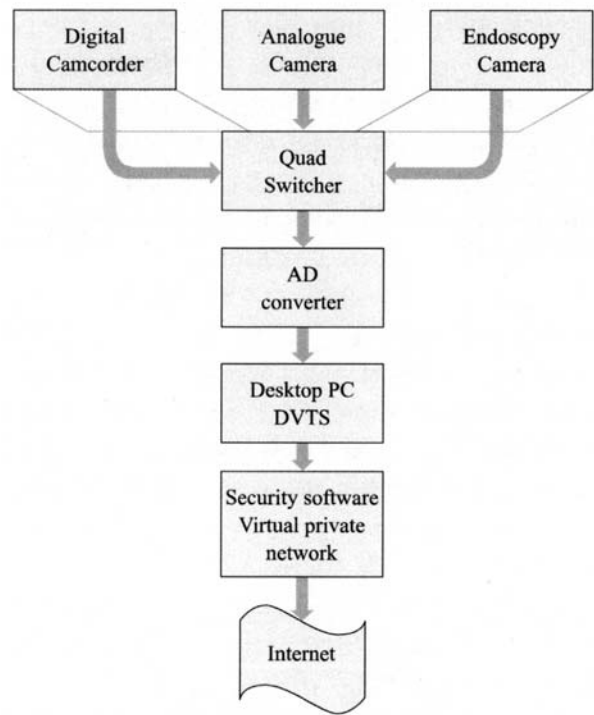 Digital
Camcorder
Analogue
Camera
Endoscopy
Camera
Quad
Switcher
AD
converter
Desktop PC
DVTS
Security software
Virtual private
network
Internet